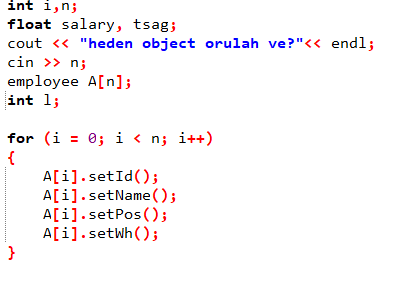 int i,n;
float salary, tsag;
cout << "heden object orulah ve?"<< endl;
cin >> n;
employee A[n];
int l;
for (i = 0; i < n; i++)
{
A[i].setId();
A[i].setName();
A[i].setPos();
A[i].setWh();
}